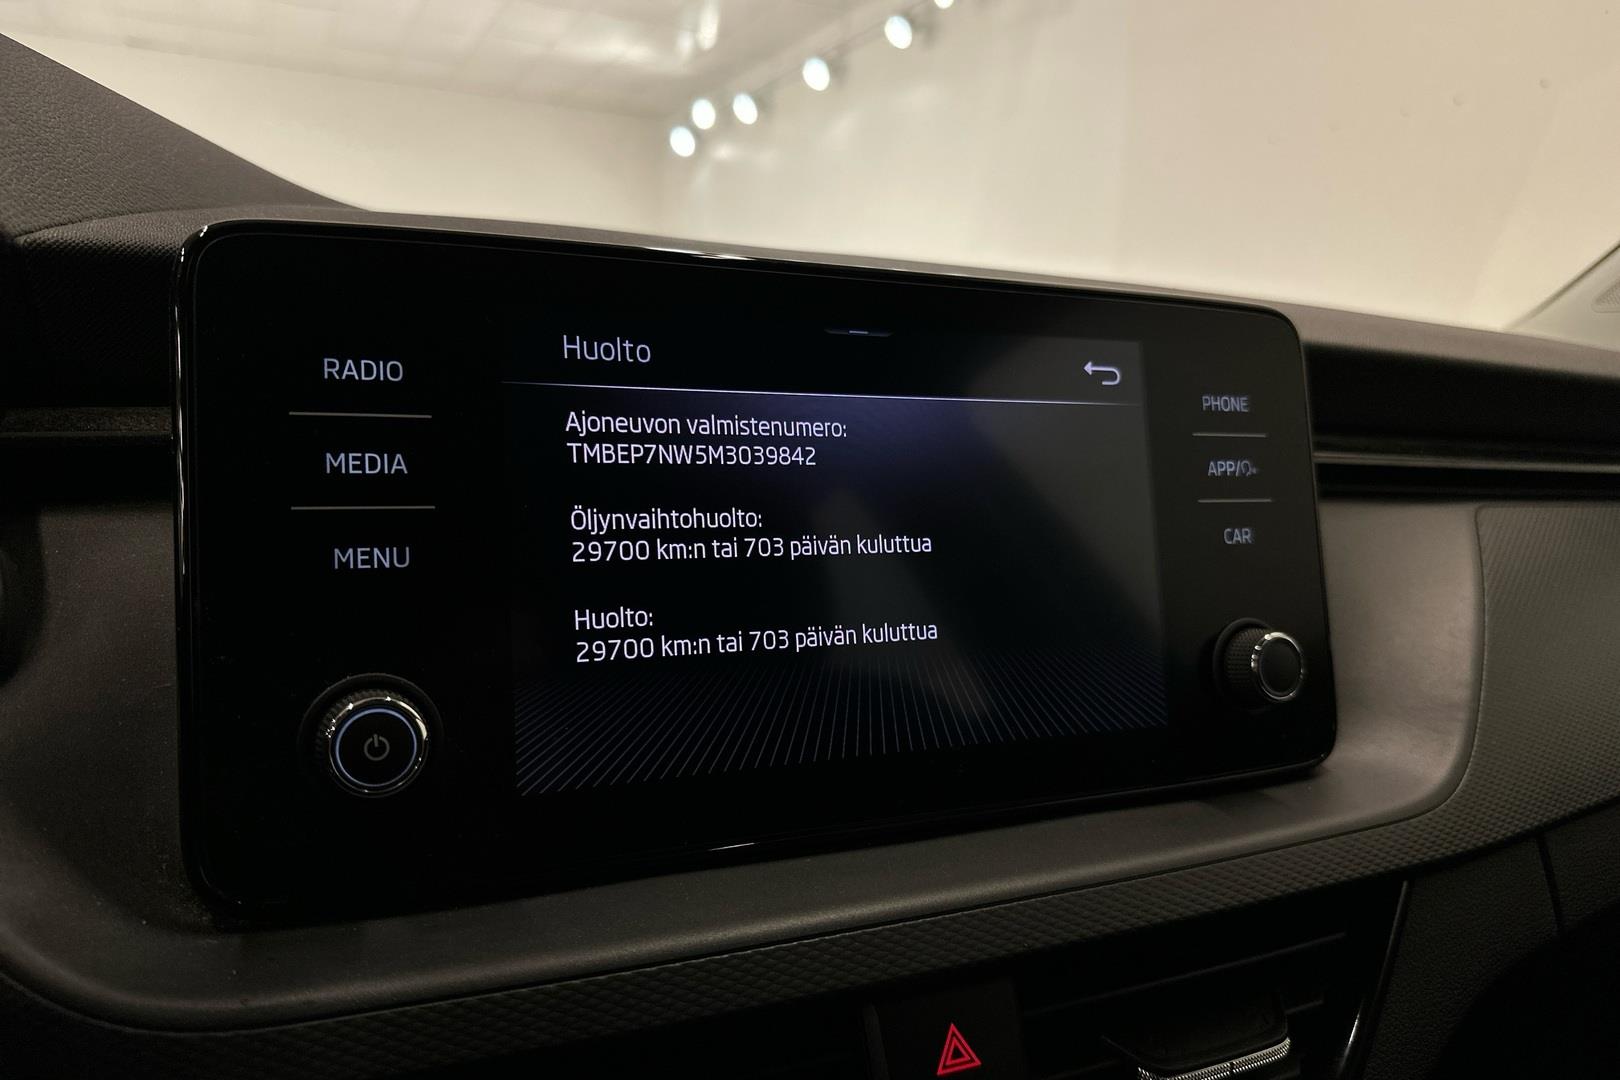 Huolto
RADIO
MEDIA
MENU
Ajoneuvon valmistenumero:
TMBEP7NW5M3039842
Öljynvaihtohuolto:
29700 km:n tai 703 päivän kuluttua
Huolto:
29700 km:n tai 703 päivän kuluttua
PHONE
APP/
CAR